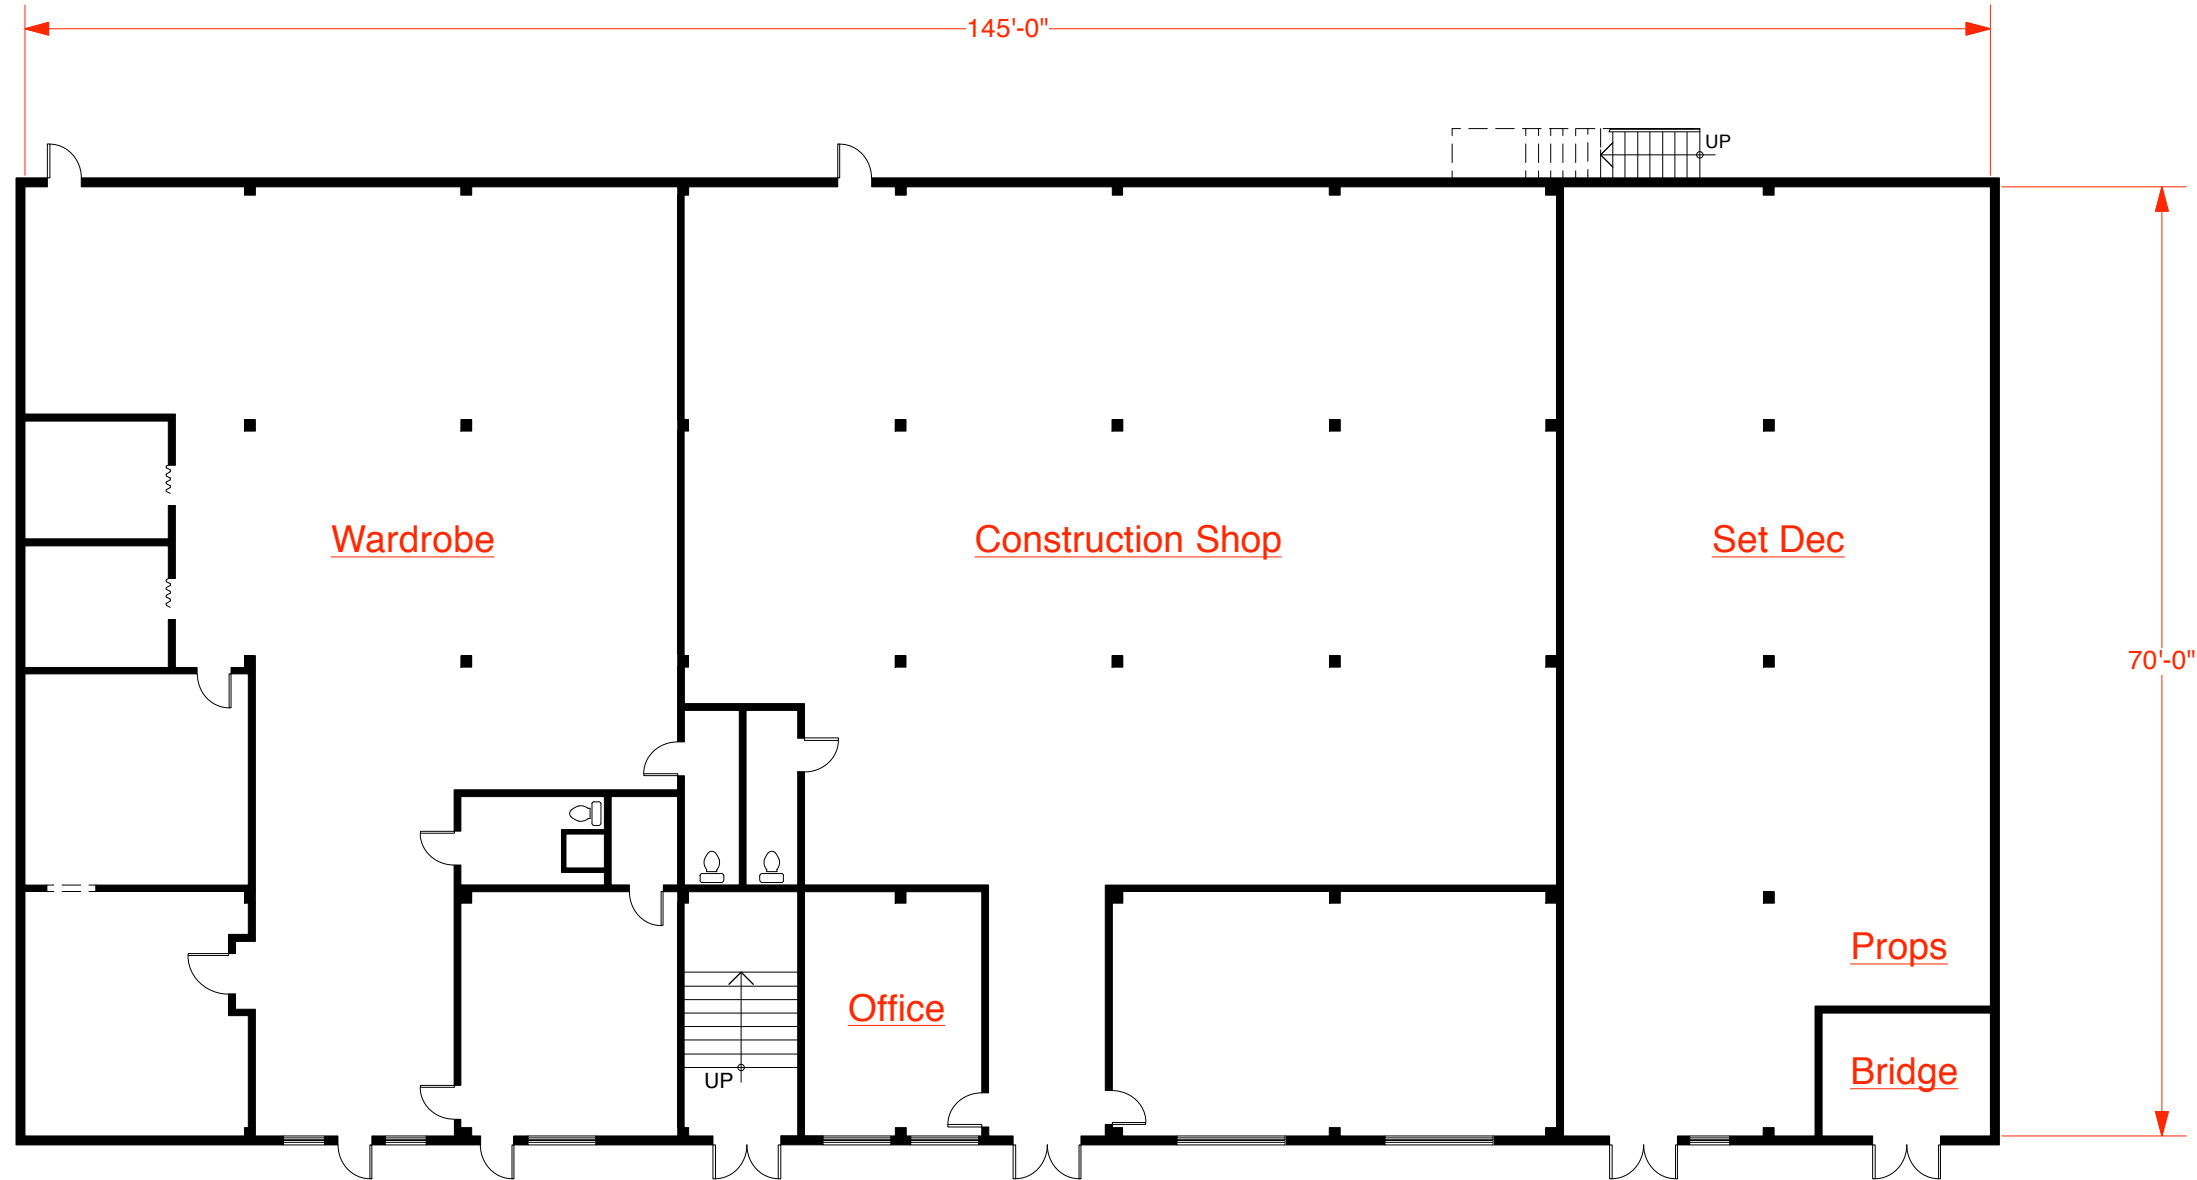 145'-0"
UP
Wardrobe
Construction Shop
Set Dec
70'-0"
Props
Office
Bridge
UP